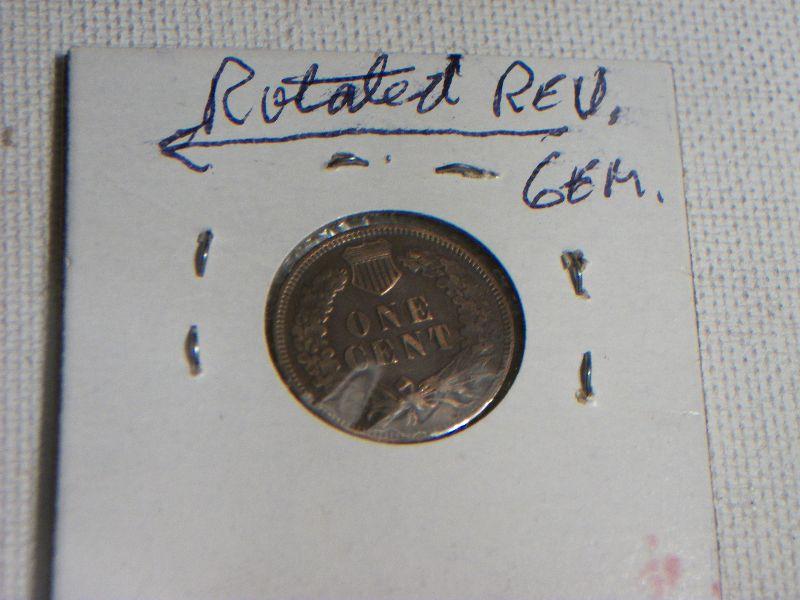 Rotated REV.
GEM.
ONE
CENT